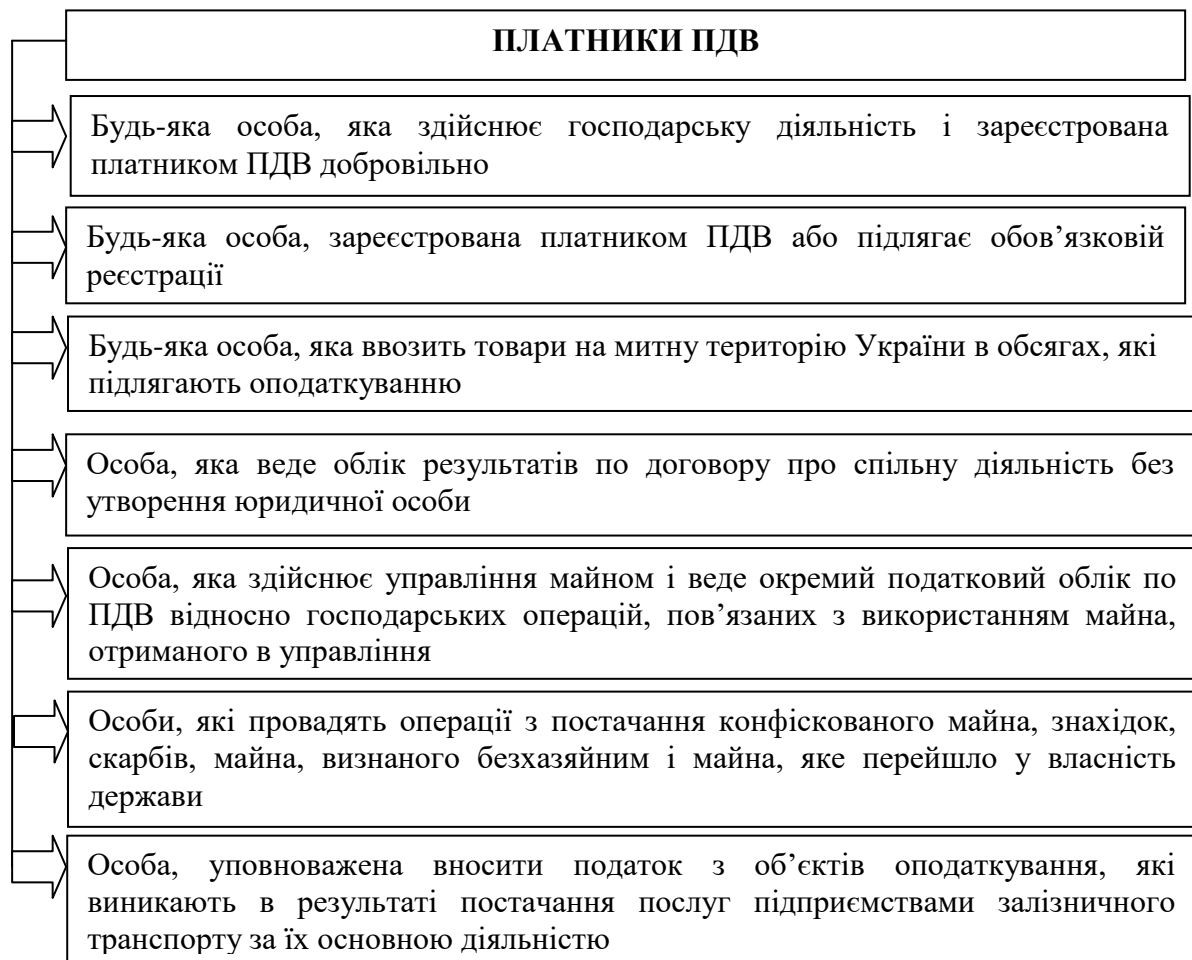 ПЛАТНИКИ ПДВ
Будь-яка особа, яка здійснює господарську діяльність і зареєстрована
платником ПДВ добровільно
Будь-яка особа, зареєстрована платником ПДВ або підлягає обов’язковій
реєстрації
Будь-яка особа, яка ввозить товари на митну територію України в обсягах, які
підлягають оподаткуванню
Особа, яка веде облік результатів по договору про спільну діяльність без
утворення юридичної особи
Особа, яка здійснює управління майном і веде окремий податковий облік по
ПДВ відносно господарських операцій, пов’язаних з використанням майна,
отриманого в управління
Особи, які провадять операції з постачання конфіскованого майна, знахідок,
скарбів, майна, визнаного безхазяйним і майна, яке перейшло у власність
держави
Особа, уповноважена вносити податок з об’єктів оподаткування, які
виникають в результаті постачання послуг підприємствами залізничного
транспорту за їх основною діяльністю